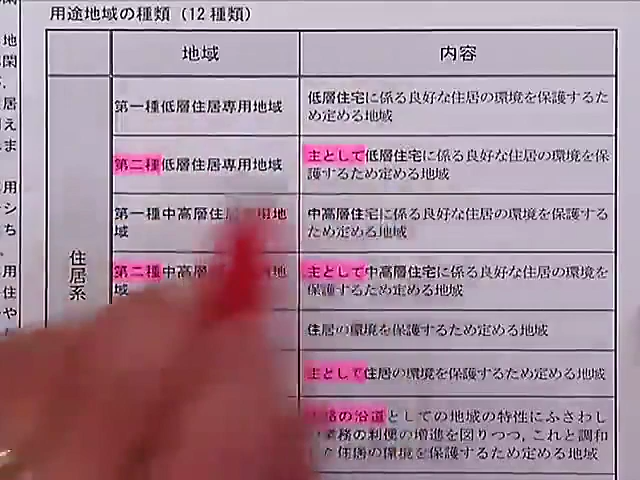 用途地域の種類（12種類）
地域
内容
第一種低層住居専用地域
低層住宅に係る良好な住居の環境を保護するた
め定める地域
第二種低層住居専用地域
主として低層住宅に係る良好な住居の環境を保
護するため定める地域
第一種中高層住 用地
域
中高層住宅に係る良好な住居の環境を保護する
ため定める地域
住居系
第二種中高層 地
域
主として中高層住宅に係る良好な住居の環境を
保護するため定める地域
住居の環境を保護するため定める地域
主として住居の環境を保護するため定める地域
の沿道としての地域の特性にふさわし
業務の利便の増進を図りつつ，これと調和
た住居の環境を保護するため定める地域